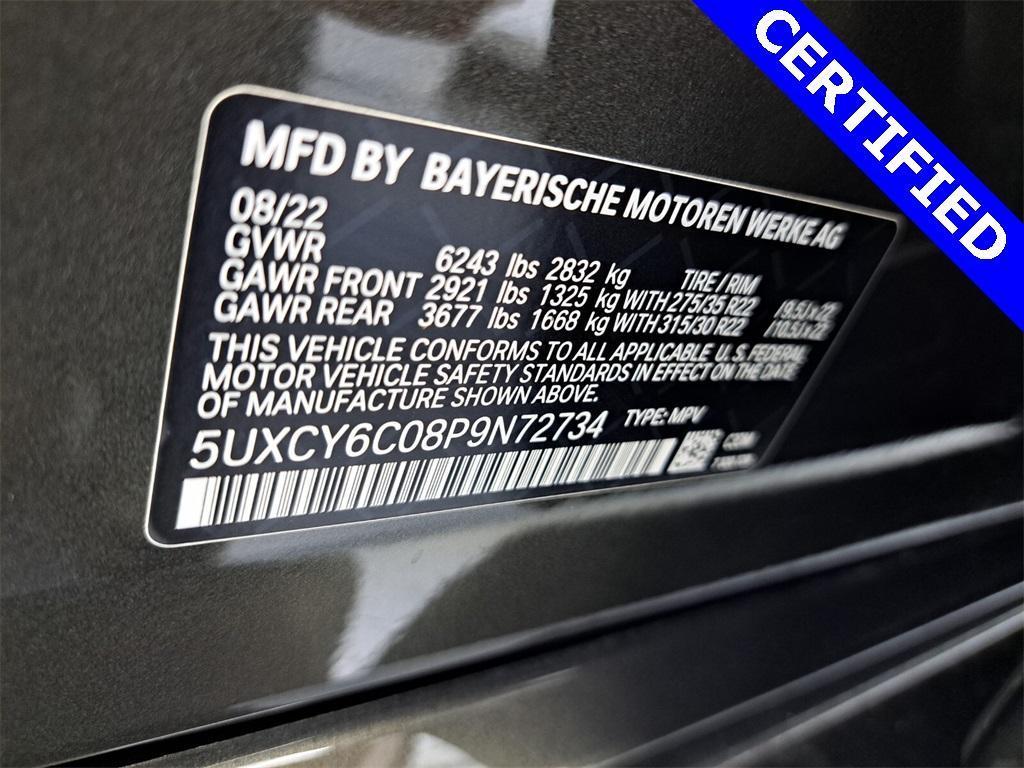 CERTIFIED
MFD BY BAYERISCHE MOTOREN WERKE AG
08/22
GVWR 6243 lbs 2832 kg TIRE/RIM
GAWR FRONT 2921 lbs 1325 kg WITH 275/35 R22
GAWR REAR 3677 lbs 1668 kg WITH 315/30 R22
THIS VEHICLE CONFORMS TO ALL APPLICABLE U.S. FEDERAL
MOTOR VEHICLE SAFETY STANDARDS IN EFFECT ON THE DATE
OF MANUFACTURE SHOWN ABOVE.
5UXCY6C08P9N72734 TYPE: MPV